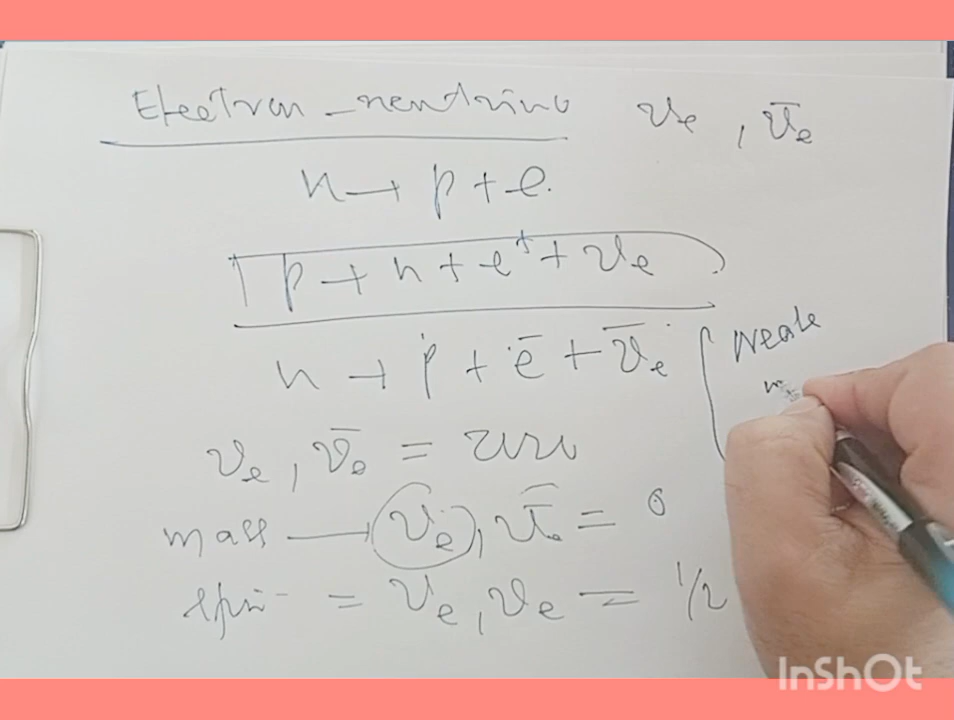 Electron - neutrino νe , ν̄e
n → p + e.
p → n + e⁺ + νe
n → p + ē + ν̄e
Weak
νe , ν̄e = zero
mass → νe , ν̄e = 0
spin = νe , νe = 1/2
InShOt